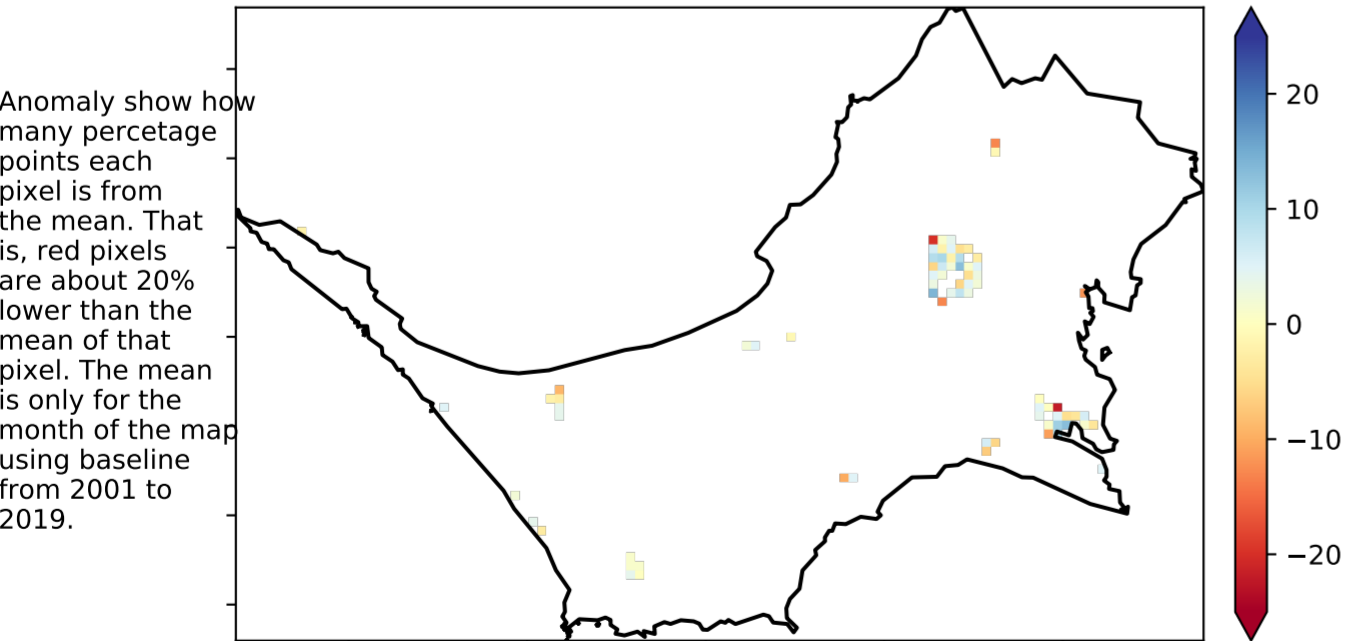 Anomaly show how
many percetage
points each
pixel is from
the mean. That
is, red pixels
are about 20%
lower than the
mean of that
pixel. The mean
is only for the
month of the map
using baseline
from 2001 to
2019.
20
10
0
−10
−20